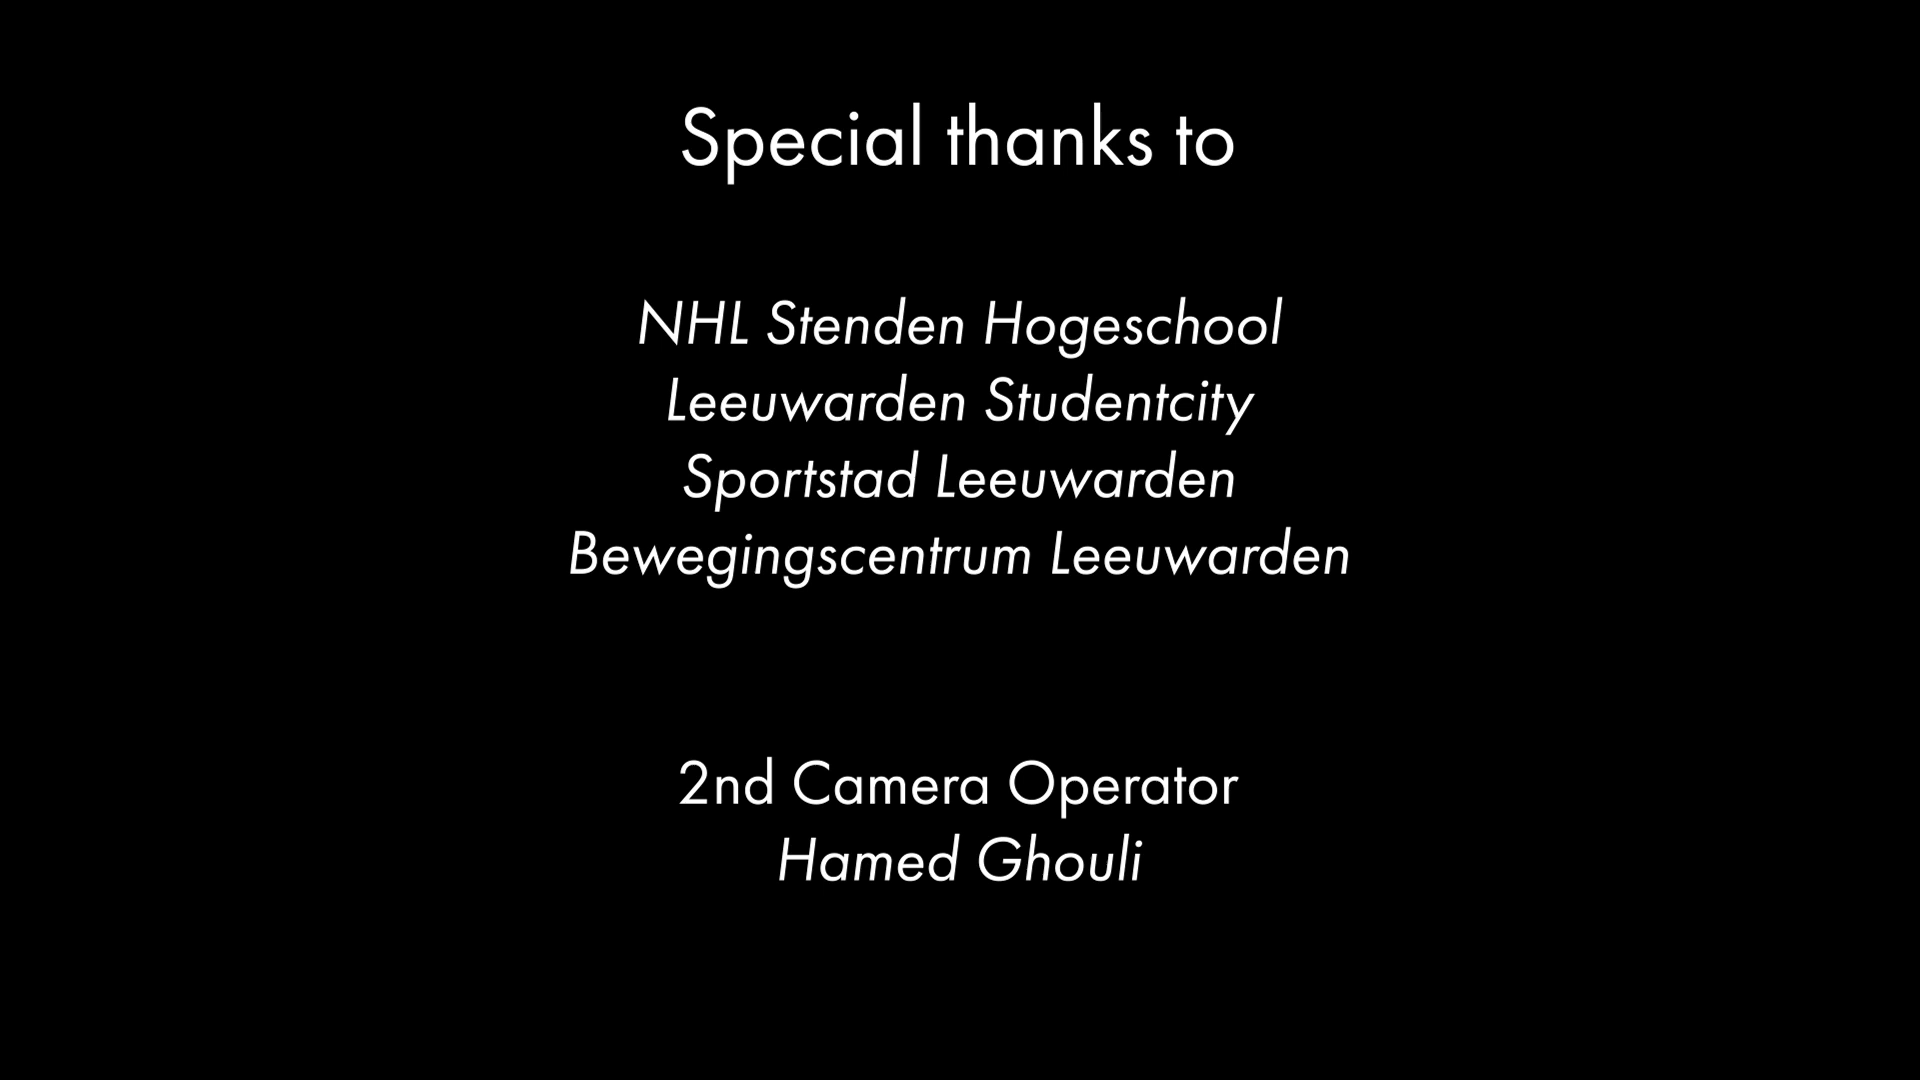 Special thanks to
NHL Stenden Hogeschool
Leeuwarden Studentcity
Sportstad Leeuwarden
Bewegingscentrum Leeuwarden
2nd Camera Operator
Hamed Ghouli